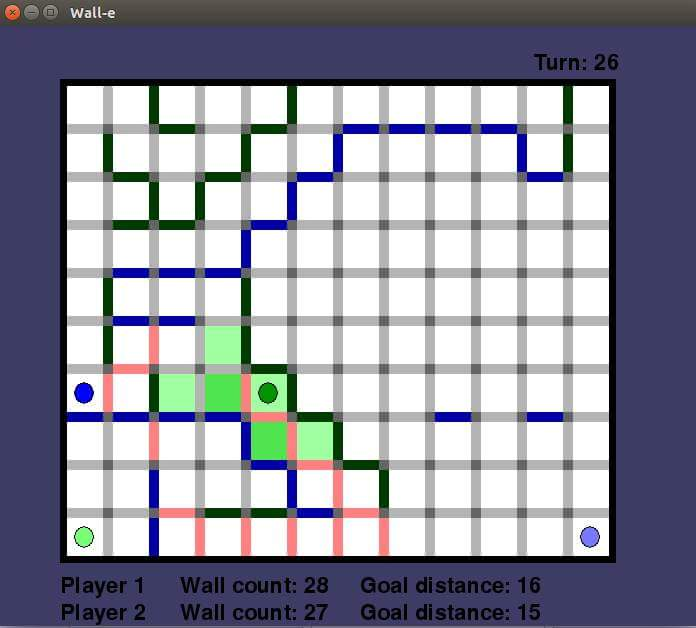 Wall-e
Turn: 26
Player 1 Wall count: 28 Goal distance: 16
Player 2 Wall count: 27 Goal distance: 15